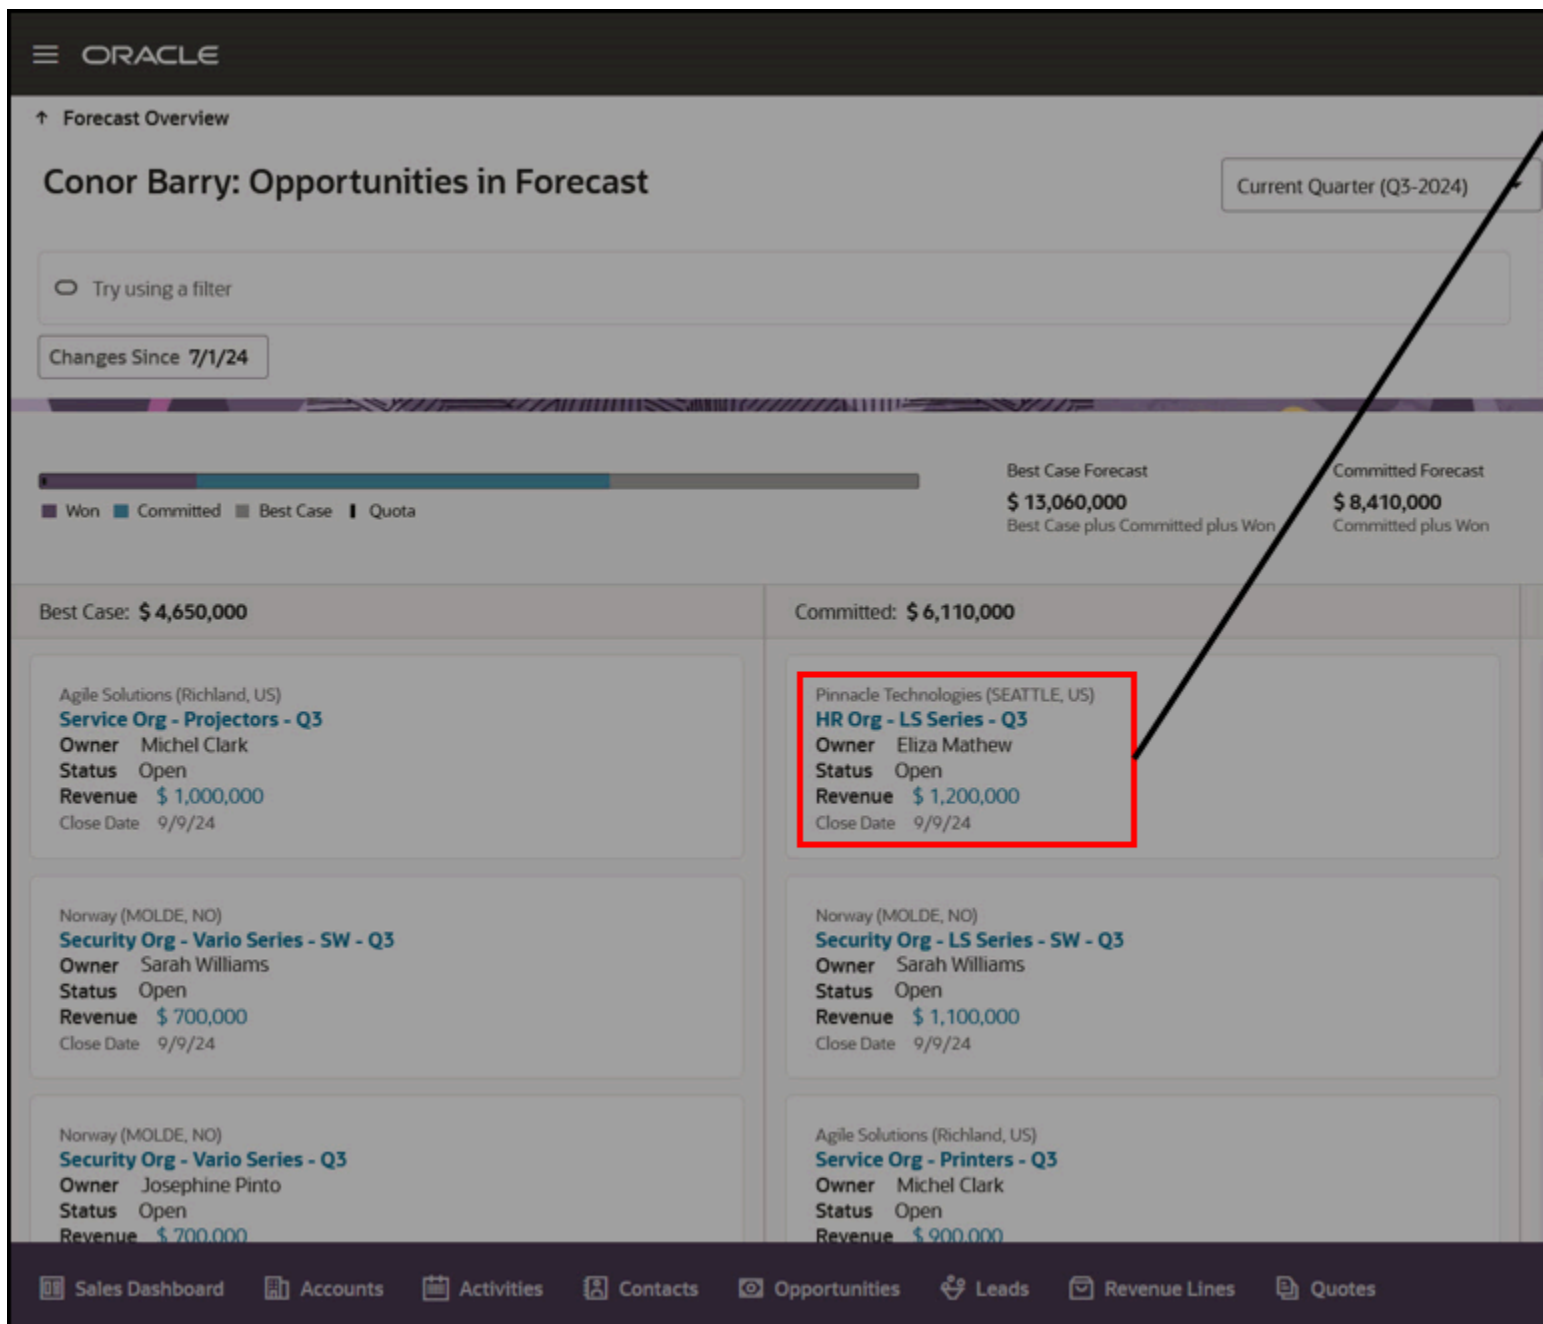 ORACLE
Forecast Overview
Conor Barry: Opportunities in Forecast
Current Quarter (Q3-2024)
Try using a filter
Changes Since 7/1/24
Best Case Forecast
$ 13,060,000
Best Case plus Committed plus Won
Committed Forecast
$ 8,410,000
Committed plus Won
Won Committed Best Case Quota
Best Case: $ 4,650,000
Agile Solutions (Richland, US)
Service Org - Projectors - Q3
Owner Michel Clark
Status Open
Revenue $ 1,000,000
Close Date 9/9/24
Norway (MOLDE, NO)
Security Org - Vario Series - SW - Q3
Owner Sarah Williams
Status Open
Revenue $ 700,000
Close Date 9/9/24
Norway (MOLDE, NO)
Security Org - Vario Series - Q3
Owner Josephine Pinto
Status Open
Revenue $ 700,000
Committed: $ 6,110,000
Pinnacle Technologies (SEATTLE, US)
HR Org - LS Series - Q3
Owner Eliza Mathew
Status Open
Revenue $ 1,200,000
Close Date 9/9/24
Norway (MOLDE, NO)
Security Org - LS Series - SW - Q3
Owner Sarah Williams
Status Open
Revenue $ 1,100,000
Close Date 9/9/24
Agile Solutions (Richland, US)
Service Org - Printers - Q3
Owner Michel Clark
Status Open
Revenue $ 900,000
Sales Dashboard Accounts Activities Contacts Opportunities Leads Revenue Lines Quotes